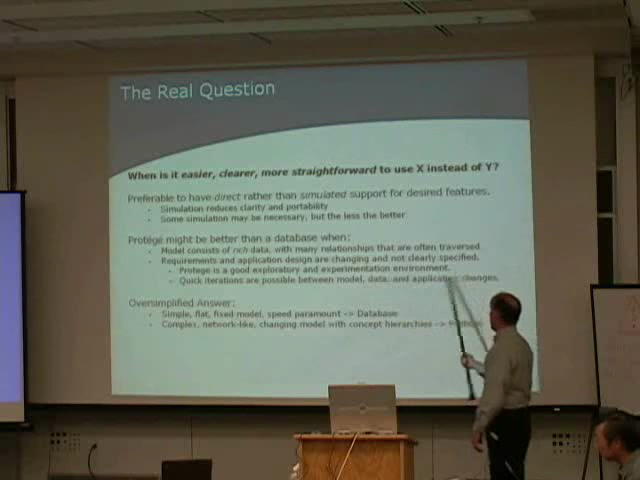 The Real Question
When is it easier, clearer, more straightforward to use X instead of Y?
Preferable to have direct rather than simulated support for desired features.
- Simulation reduces clarity and portability
- Some simulation may be necessary, but the less the better
Protégé might be better than a database when:
- Model consists of rich data, with many relationships that are often traversed
- Requirements and application design are changing and not clearly specified.
- Protege is a good exploratory and experimentation environment.
- Quick iterations are possible between model, data, and application changes.
Oversimplified Answer:
- Simple, flat, fixed model, speed paramount -> Database
- Complex, network-like, changing model with concept hierarchies ->